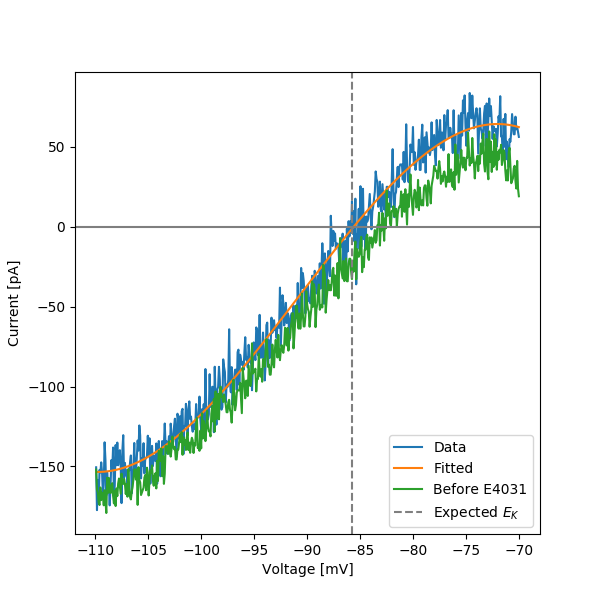 50
0
−50
−100
−150
Current [pA]
Data
Fitted
Before E4031
Expected E_K
−110 −105 −100 −95 −90 −85 −80 −75 −70
Voltage [mV]